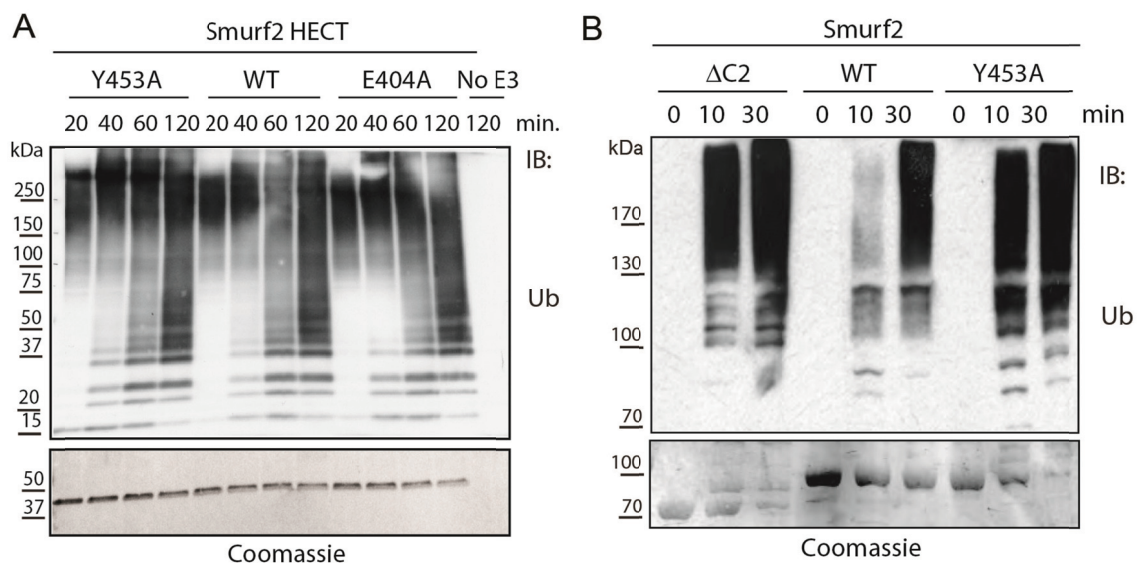 A
Smurf2 HECT
Y453A WT E404A No E3
20 40 60 120 20 40 60 120 20 40 60 120 120 min.
kDa
250
150
100
75
50
37
20
15
IB:
Ub
50
37
Coomassie
B
Smurf2
ΔC2 WT Y453A
0 10 30 0 10 30 0 10 30 min
kDa
170
130
100
70
IB:
Ub
100
70
Coomassie